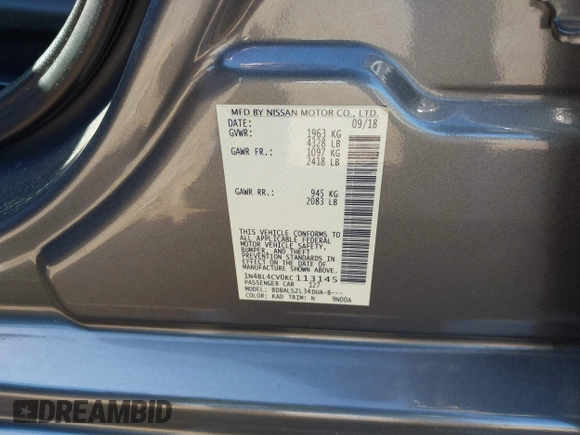 MFD BY NISSAN MOTOR CO., LTD.
DATE: 09/18
GVWR: 1963 KG
4328 LB
GAWR FR.: 1097 KG
2418 LB
GAWR RR.: 945 KG
2083 LB
THIS VEHICLE CONFORMS TO
ALL APPLICABLE FEDERAL
MOTOR VEHICLE SAFETY,
BUMPER, AND THEFT
PREVENTION STANDARDS IN
EFFECT ON THE DATE OF
MANUFACTURE SHOWN ABOVE.
1N4BL4CV0KC113145
PASSENGER CAR 127
MODEL: BDBALSZL34DUA-B---
COLOR: KAD TRIM: N 9N00A
DREAMBID